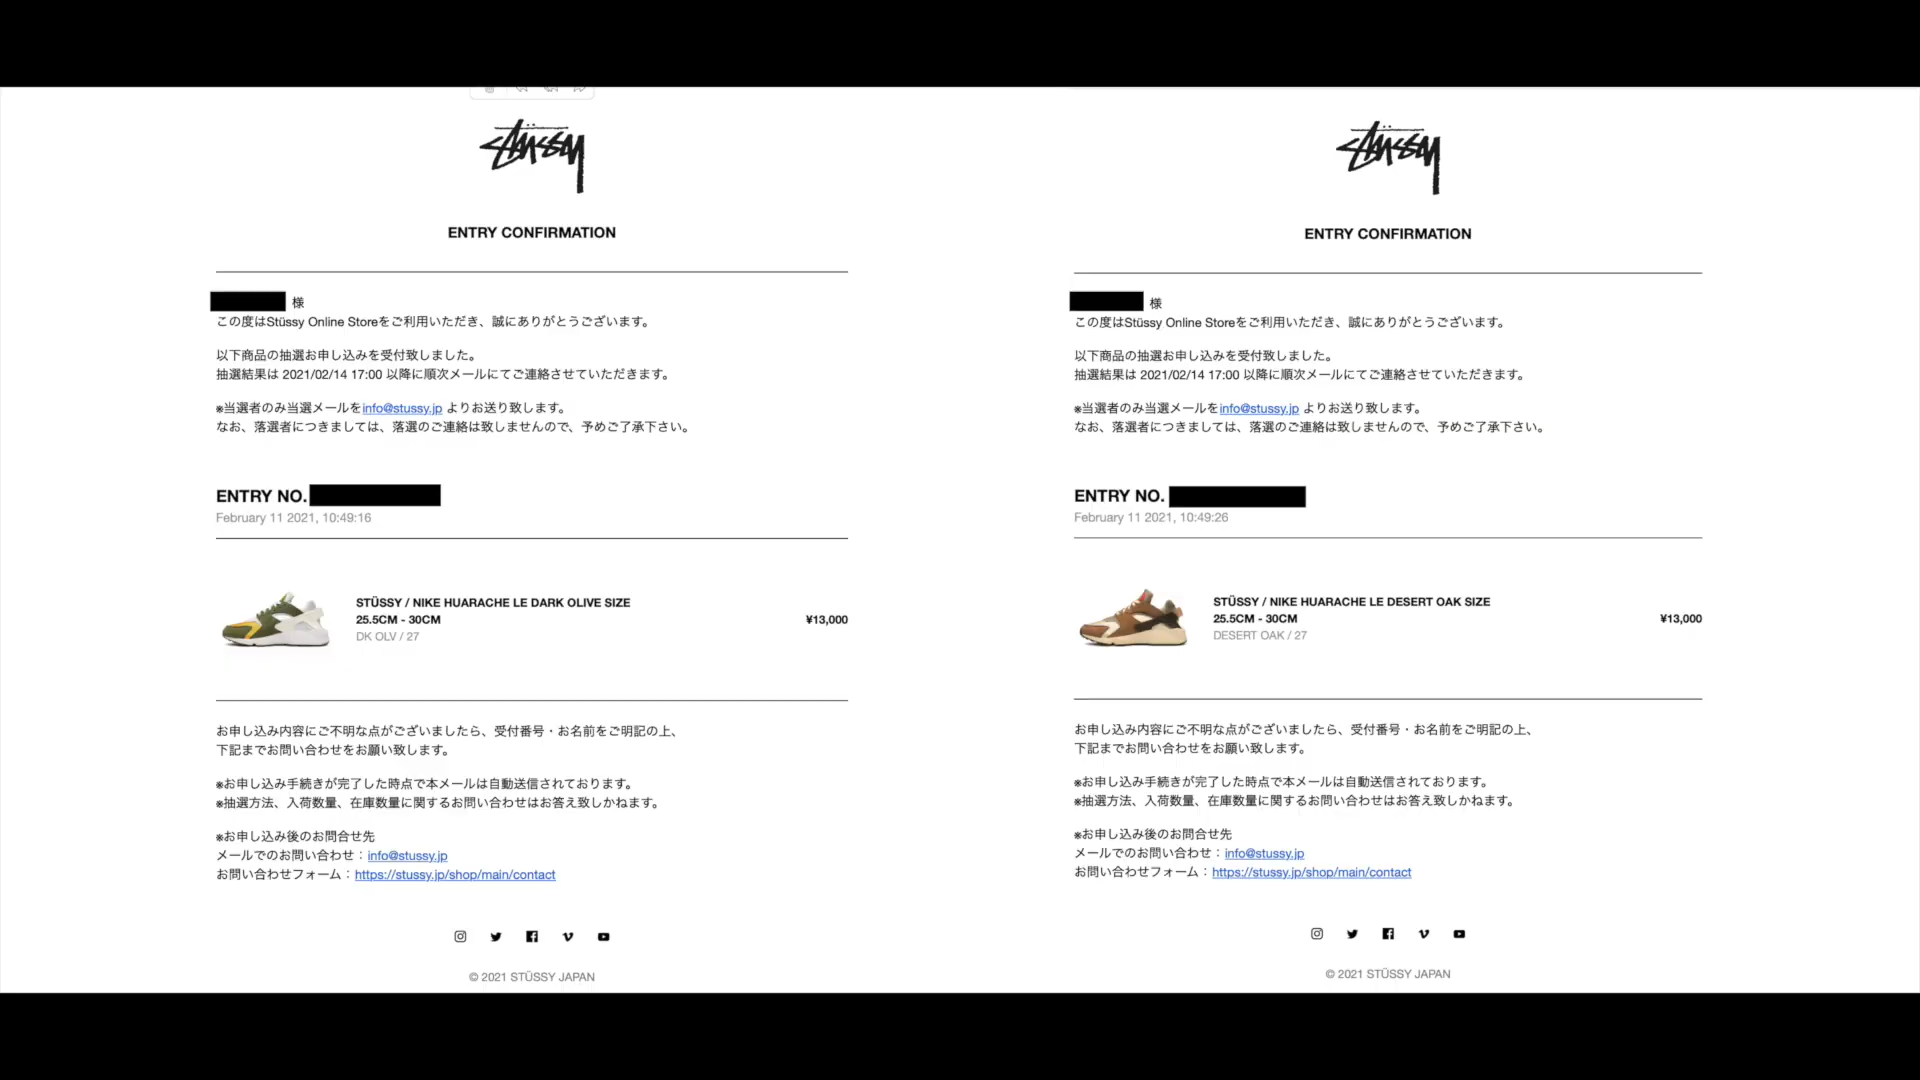 STÜSSY
ENTRY CONFIRMATION
様
この度はStüssy Online Storeをご利用いただき、誠にありがとうございます。
以下商品の抽選お申し込みを受付致しました。
抽選結果は 2021/02/14 17:00 以降に順次メールにてご連絡させていただきます。
※当選者のみ当選メールをinfo@stussy.jp よりお送り致します。
なお、落選者につきましては、落選のご連絡は致しませんので、予めご了承下さい。
ENTRY NO.
February 11 2021, 10:49:16
STÜSSY / NIKE HUARACHE LE DARK OLIVE SIZE
25.5CM - 30CM
DK OLV / 27
¥13,000
お申し込み内容にご不明な点がございましたら、受付番号・お名前をご明記の上、
下記までお問い合わせをお願い致します。
※お申し込み手続きが完了した時点で本メールは自動送信されております。
※抽選方法、入荷数量、在庫数量に関するお問い合わせはお答え致しかねます。
※お申し込み後のお問合せ先
メールでのお問い合わせ：info@stussy.jp
お問い合わせフォーム：https://stussy.jp/shop/main/contact
© 2021 STÜSSY JAPAN
STÜSSY
ENTRY CONFIRMATION
様
この度はStüssy Online Storeをご利用いただき、誠にありがとうございます。
以下商品の抽選お申し込みを受付致しました。
抽選結果は 2021/02/14 17:00 以降に順次メールにてご連絡させていただきます。
※当選者のみ当選メールをinfo@stussy.jp よりお送り致します。
なお、落選者につきましては、落選のご連絡は致しませんので、予めご了承下さい。
ENTRY NO.
February 11 2021, 10:49:26
STÜSSY / NIKE HUARACHE LE DESERT OAK SIZE
25.5CM - 30CM
DESERT OAK / 27
¥13,000
お申し込み内容にご不明な点がございましたら、受付番号・お名前をご明記の上、
下記までお問い合わせをお願い致します。
※お申し込み手続きが完了した時点で本メールは自動送信されております。
※抽選方法、入荷数量、在庫数量に関するお問い合わせはお答え致しかねます。
※お申し込み後のお問合せ先
メールでのお問い合わせ：info@stussy.jp
お問い合わせフォーム：https://stussy.jp/shop/main/contact
© 2021 STÜSSY JAPAN